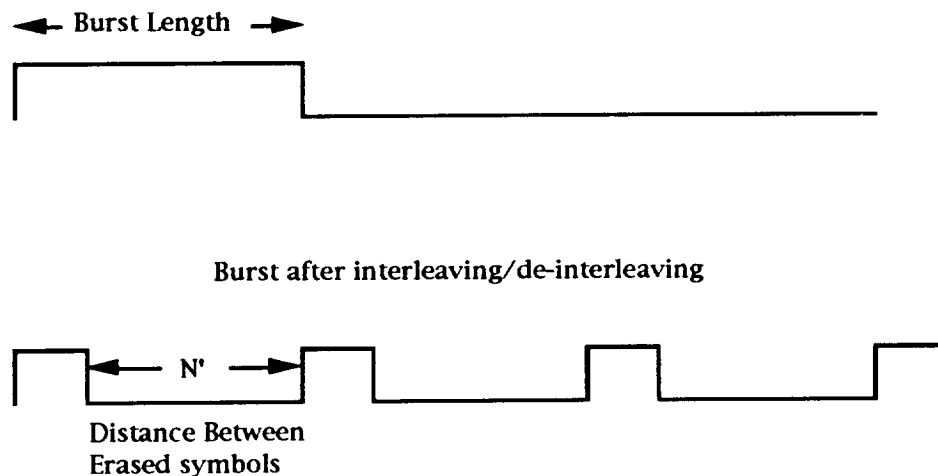 Burst Length
Burst after interleaving/de-interleaving
N'
Distance Between
Erased symbols